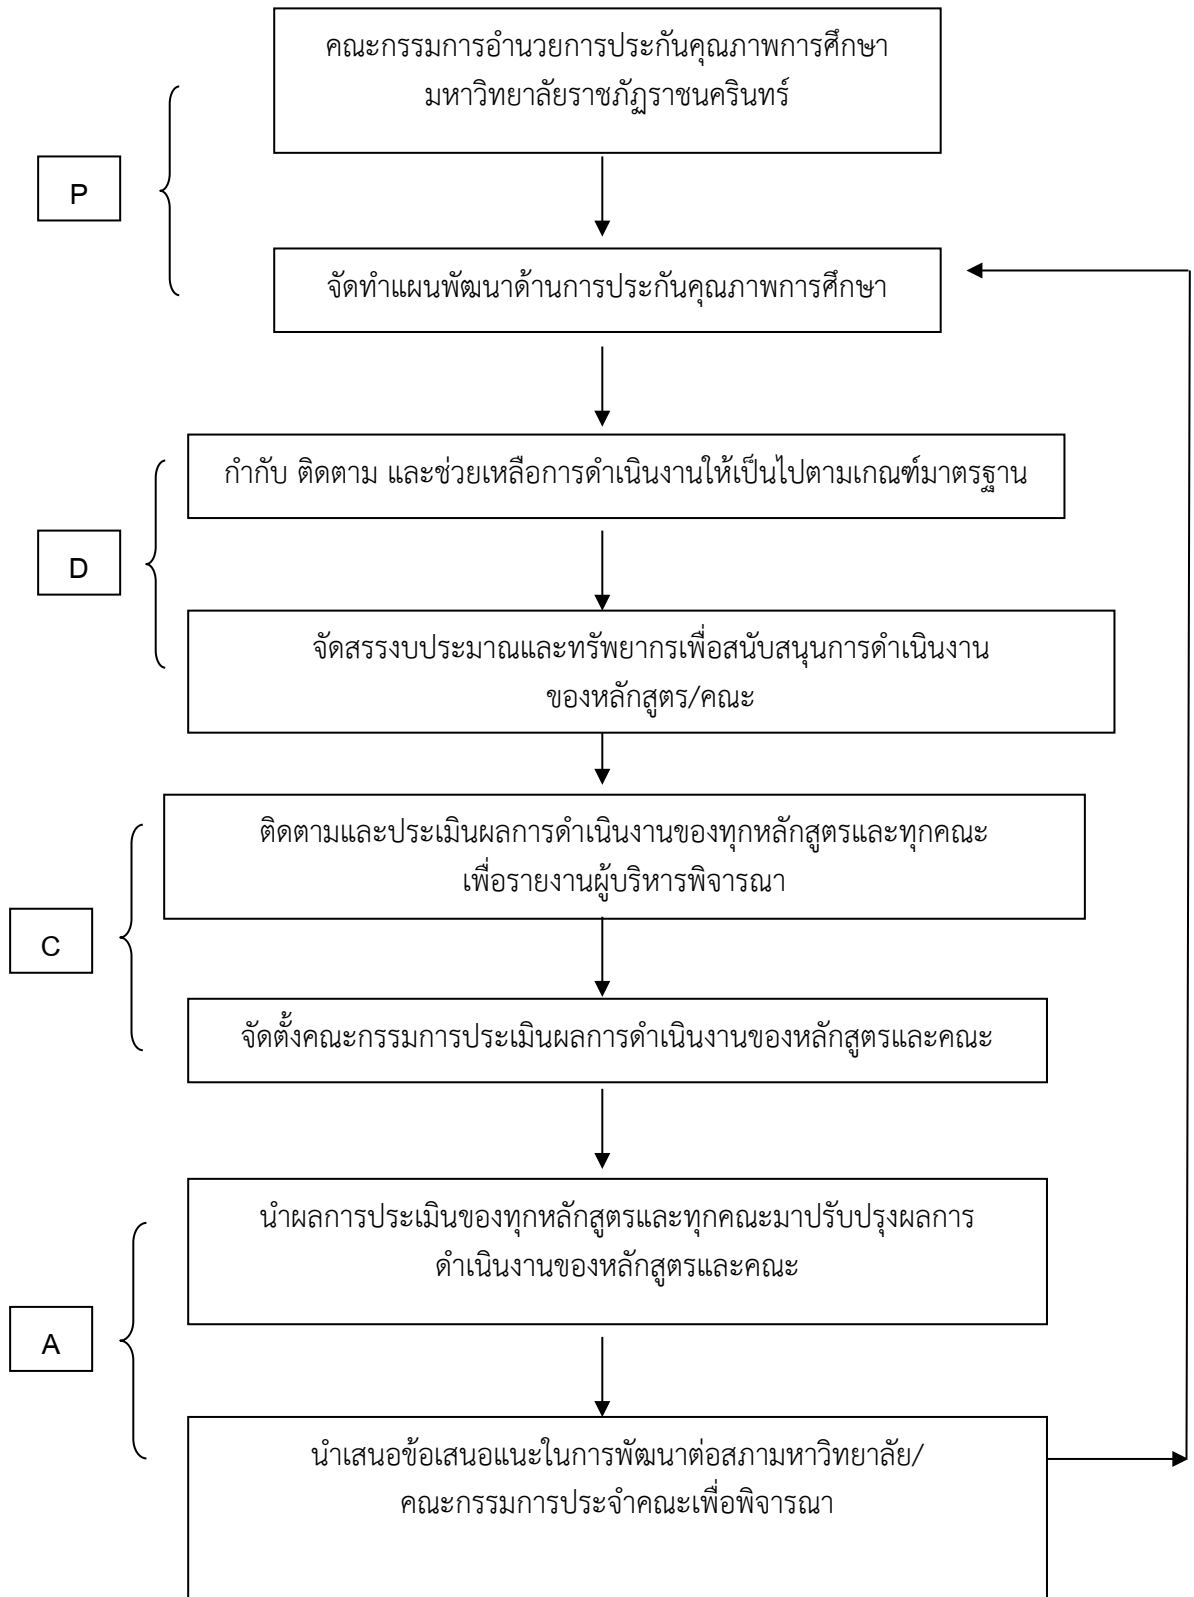 คณะกรรมการอำนวยการประกันคุณภาพการศึกษา
มหาวิทยาลัยราชภัฏราชนครินทร์
P
จัดทำแผนพัฒนาด้านการประกันคุณภาพการศึกษา
กำกับ ติดตาม และช่วยเหลือการดำเนินงานให้เป็นไปตามเกณฑ์มาตรฐาน
D
จัดสรรงบประมาณและทรัพยากรเพื่อสนับสนุนการดำเนินงาน
ของหลักสูตร/คณะ
ติดตามและประเมินผลการดำเนินงานของทุกหลักสูตรและทุกคณะ
เพื่อรายงานผู้บริหารพิจารณา
C
จัดตั้งคณะกรรมการประเมินผลการดำเนินงานของหลักสูตรและคณะ
นำผลการประเมินของทุกหลักสูตรและทุกคณะมาปรับปรุงผลการ
ดำเนินงานของหลักสูตรและคณะ
A
นำเสนอข้อเสนอแนะในการพัฒนาต่อสภามหาวิทยาลัย/
คณะกรรมการประจำคณะเพื่อพิจารณา